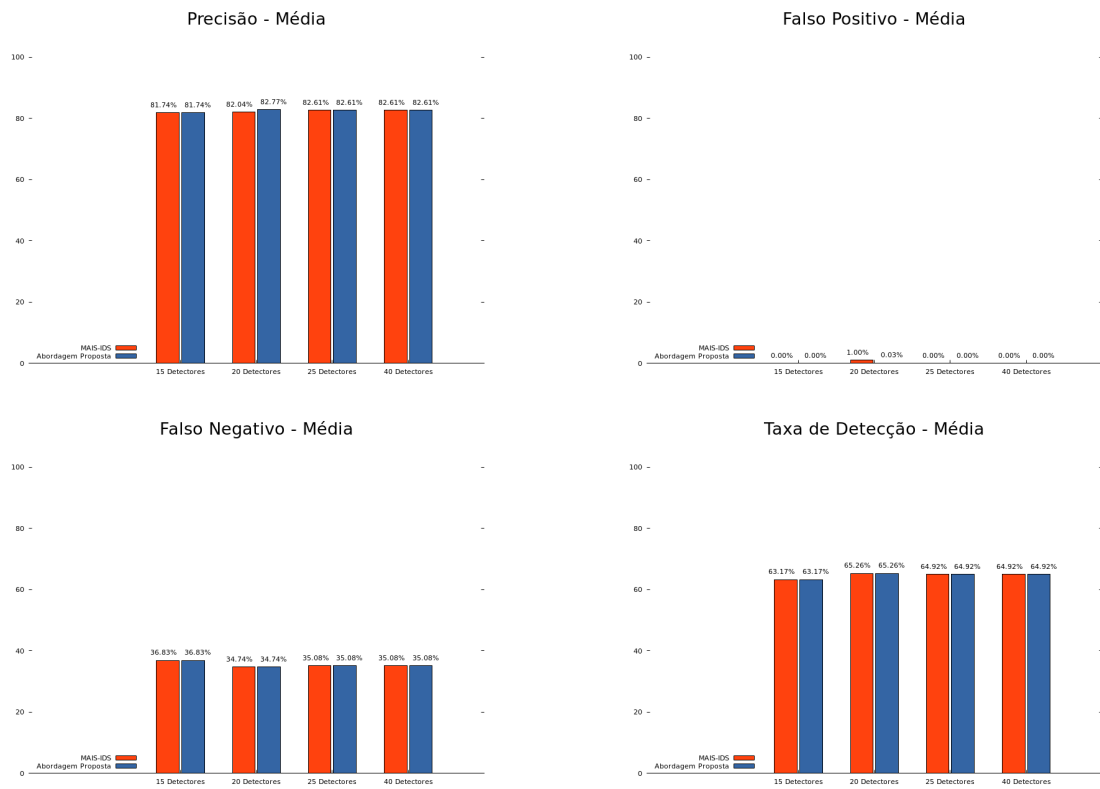 Precisão - Média
100
80
60
40
20
0
81.74% 81.74% 82.04% 82.77% 82.61% 82.61% 82.61% 82.61%
MAIS-IDS
Abordagem Proposta
15 Detectores 20 Detectores 25 Detectores 40 Detectores
Falso Positivo - Média
100
80
60
40
20
0
0.00% 0.00% 1.00% 0.03% 0.00% 0.00% 0.00% 0.00%
MAIS-IDS
Abordagem Proposta
15 Detectores 20 Detectores 25 Detectores 40 Detectores
Falso Negativo - Média
100
80
60
40
20
0
36.83% 36.83% 34.74% 34.74% 35.08% 35.08% 35.08% 35.08%
MAIS-IDS
Abordagem Proposta
15 Detectores 20 Detectores 25 Detectores 40 Detectores
Taxa de Detecção - Média
100
80
60
40
20
0
63.17% 63.17% 65.26% 65.26% 64.92% 64.92% 64.92% 64.92%
MAIS-IDS
Abordagem Proposta
15 Detectores 20 Detectores 25 Detectores 40 Detectores